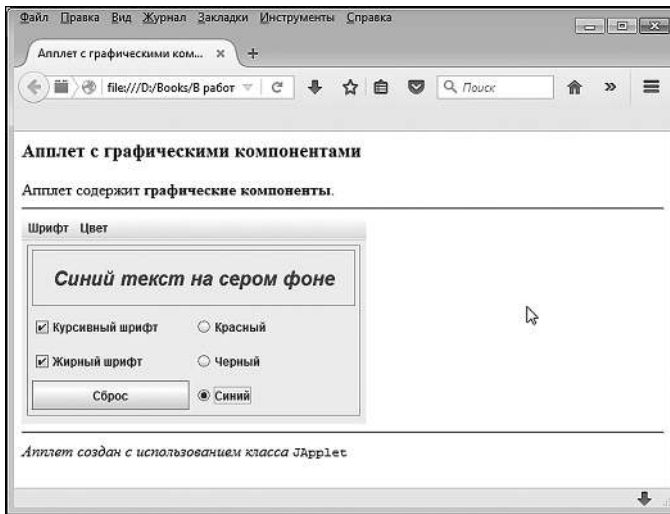 Файл Правка Вид Журнал Закладки Инструменты Справка
Апплет с графическими ком... × +
file:///D:/Books/В работ
Поиск
Апплет с графическими компонентами
Апплет содержит графические компоненты.
Шрифт Цвет
Синий текст на сером фоне
Курсивный шрифт
Красный
Жирный шрифт
Черный
Сброс
Синий
Апплет создан с использованием класса JApplet